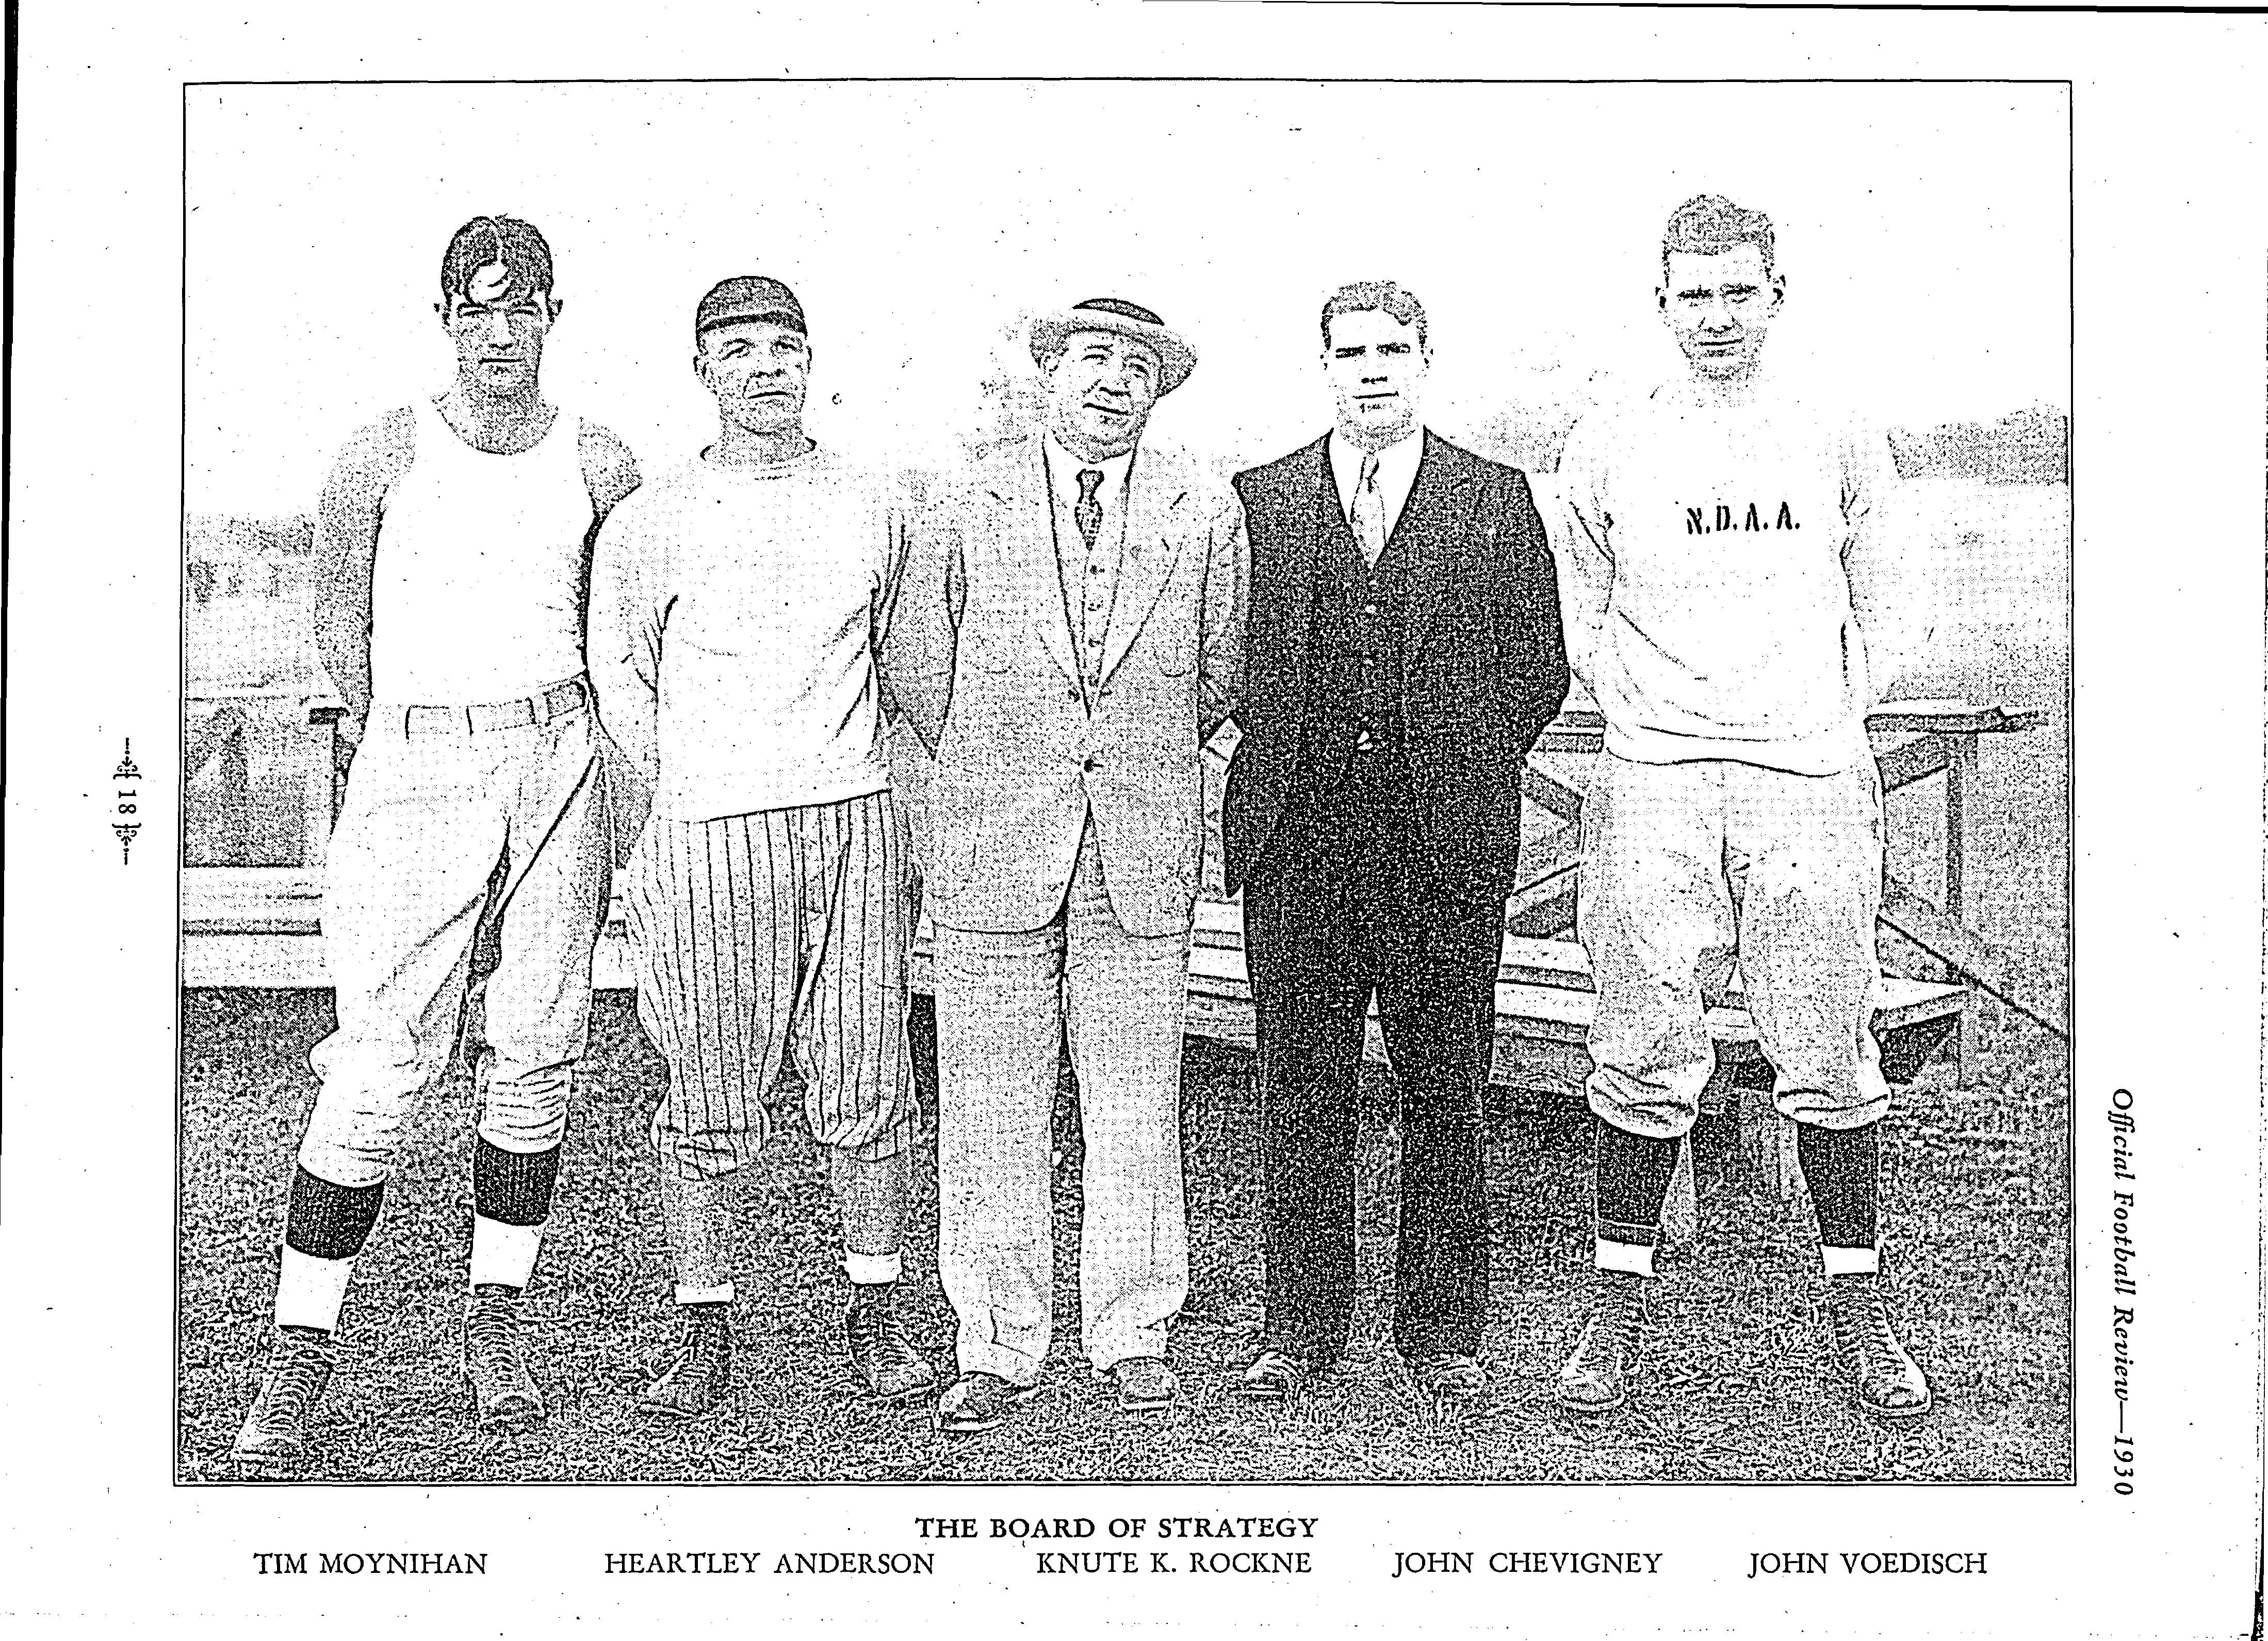 N.D.A.A.
THE BOARD OF STRATEGY
TIM MOYNIHAN HEARTLEY ANDERSON KNUTE K. ROCKNE JOHN CHEVIGNEY JOHN VOEDISCH
18
Official Football Review—1930